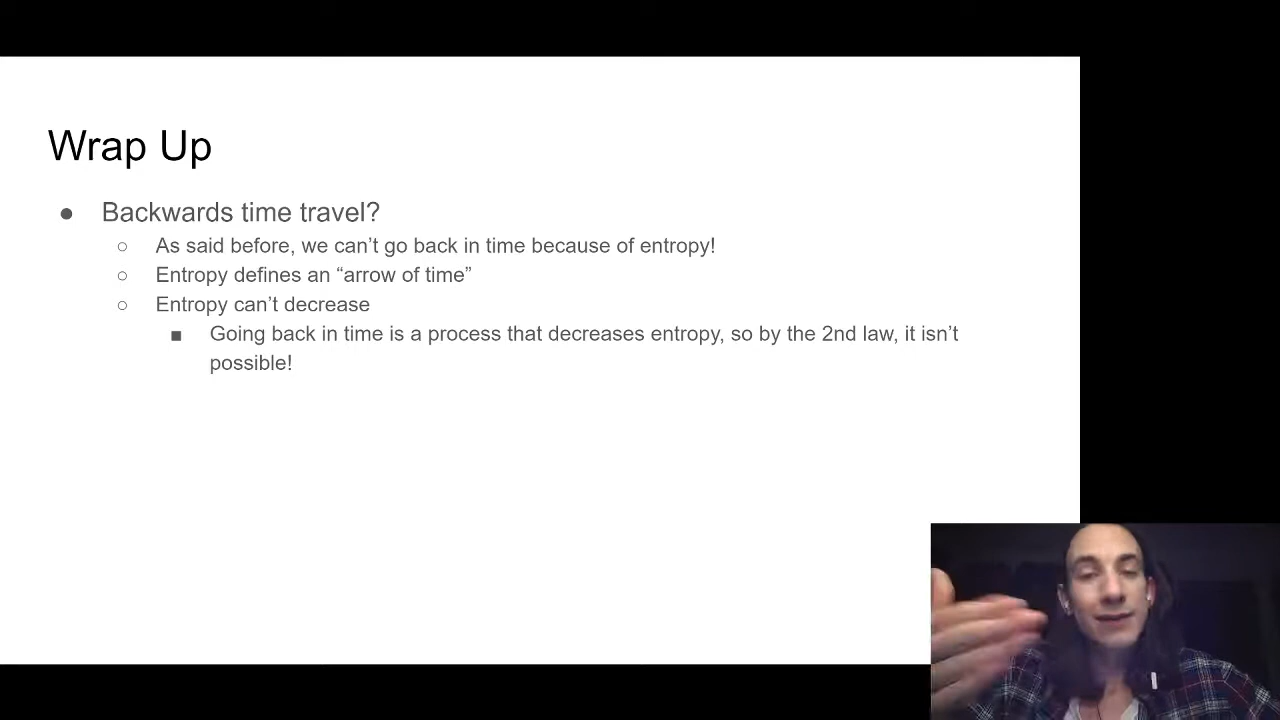 Wrap Up
● Backwards time travel?
○ As said before, we can’t go back in time because of entropy!
○ Entropy defines an “arrow of time”
○ Entropy can’t decrease
■ Going back in time is a process that decreases entropy, so by the 2nd law, it isn’t
possible!